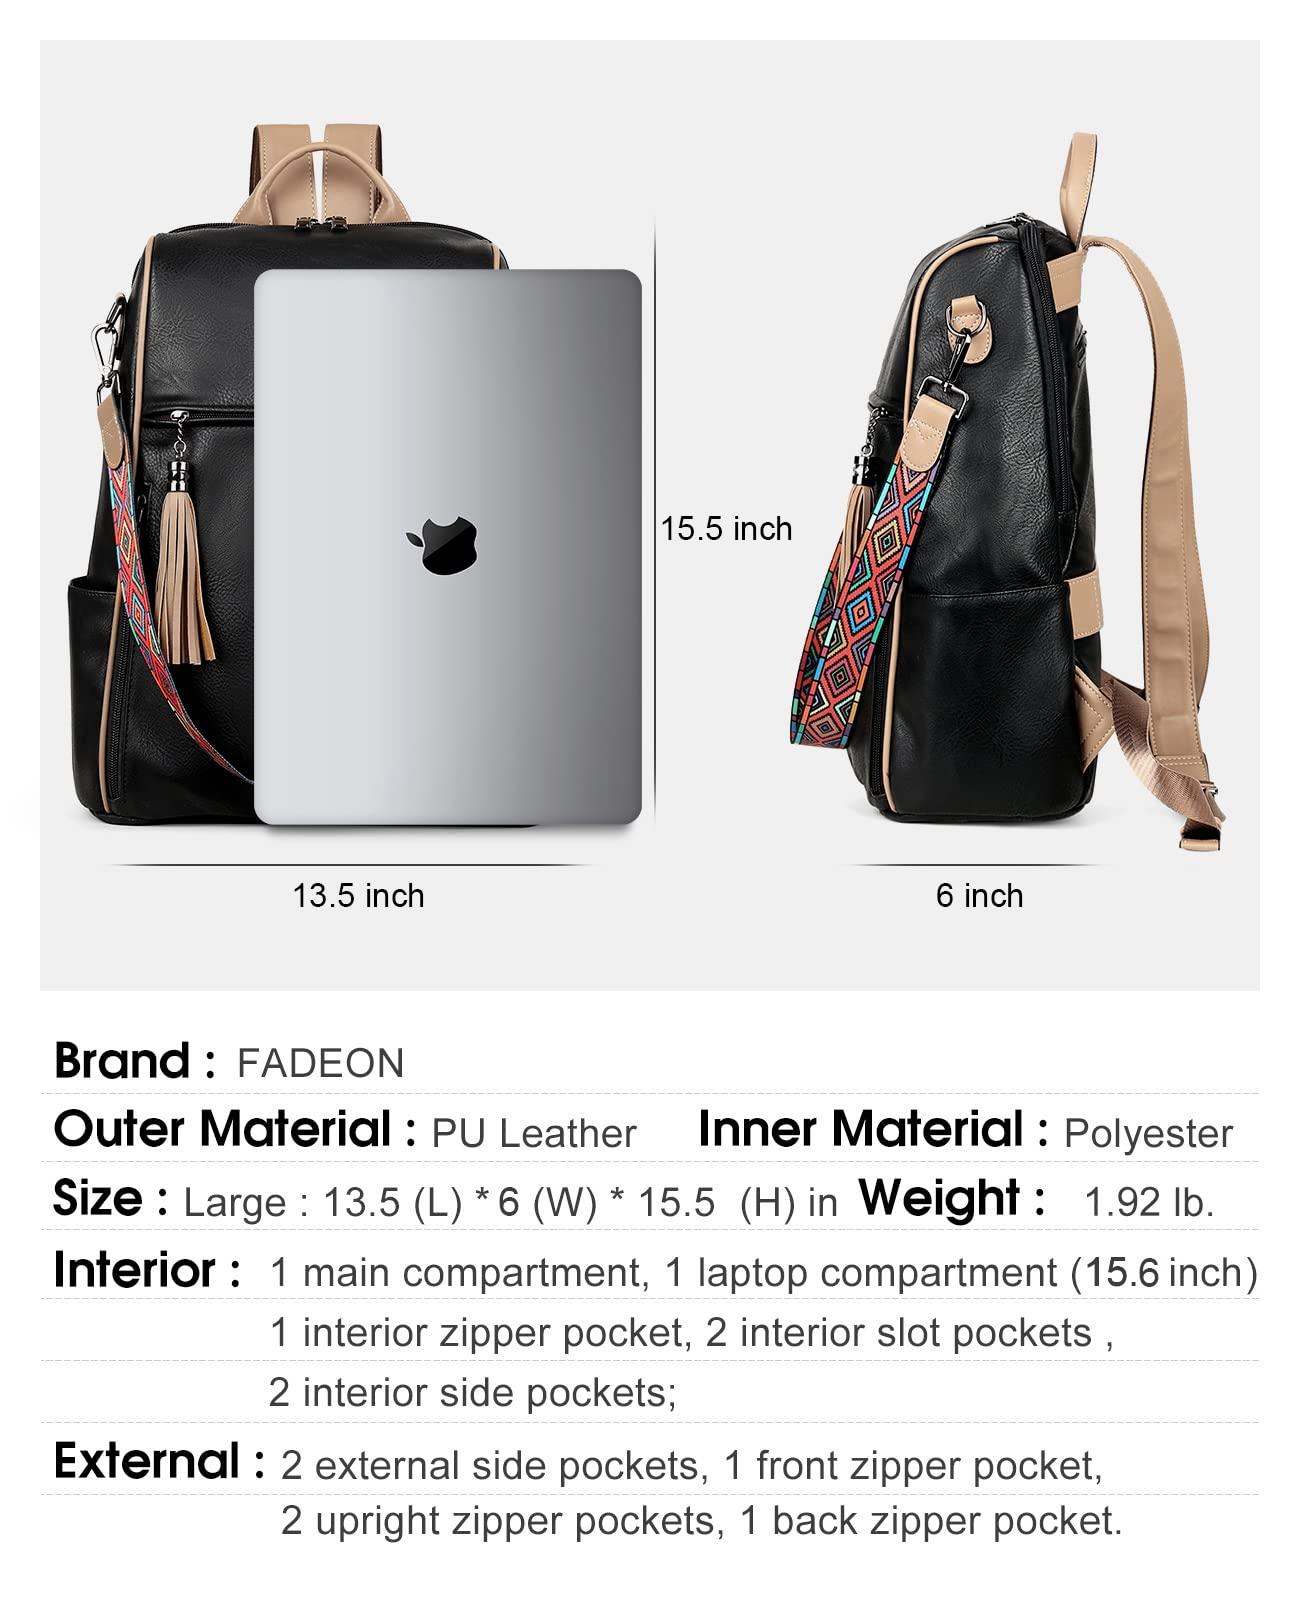 15.5 inch
13.5 inch
6 inch
Brand : FADEON
Outer Material : PU Leather Inner Material : Polyester
Size : Large : 13.5 (L) * 6 (W) * 15.5 (H) in Weight : 1.92 lb.
Interior : 1 main compartment, 1 laptop compartment (15.6 inch)
1 interior zipper pocket, 2 interior slot pockets ,
2 interior side pockets;
External : 2 external side pockets, 1 front zipper pocket,
2 upright zipper pockets, 1 back zipper pocket.